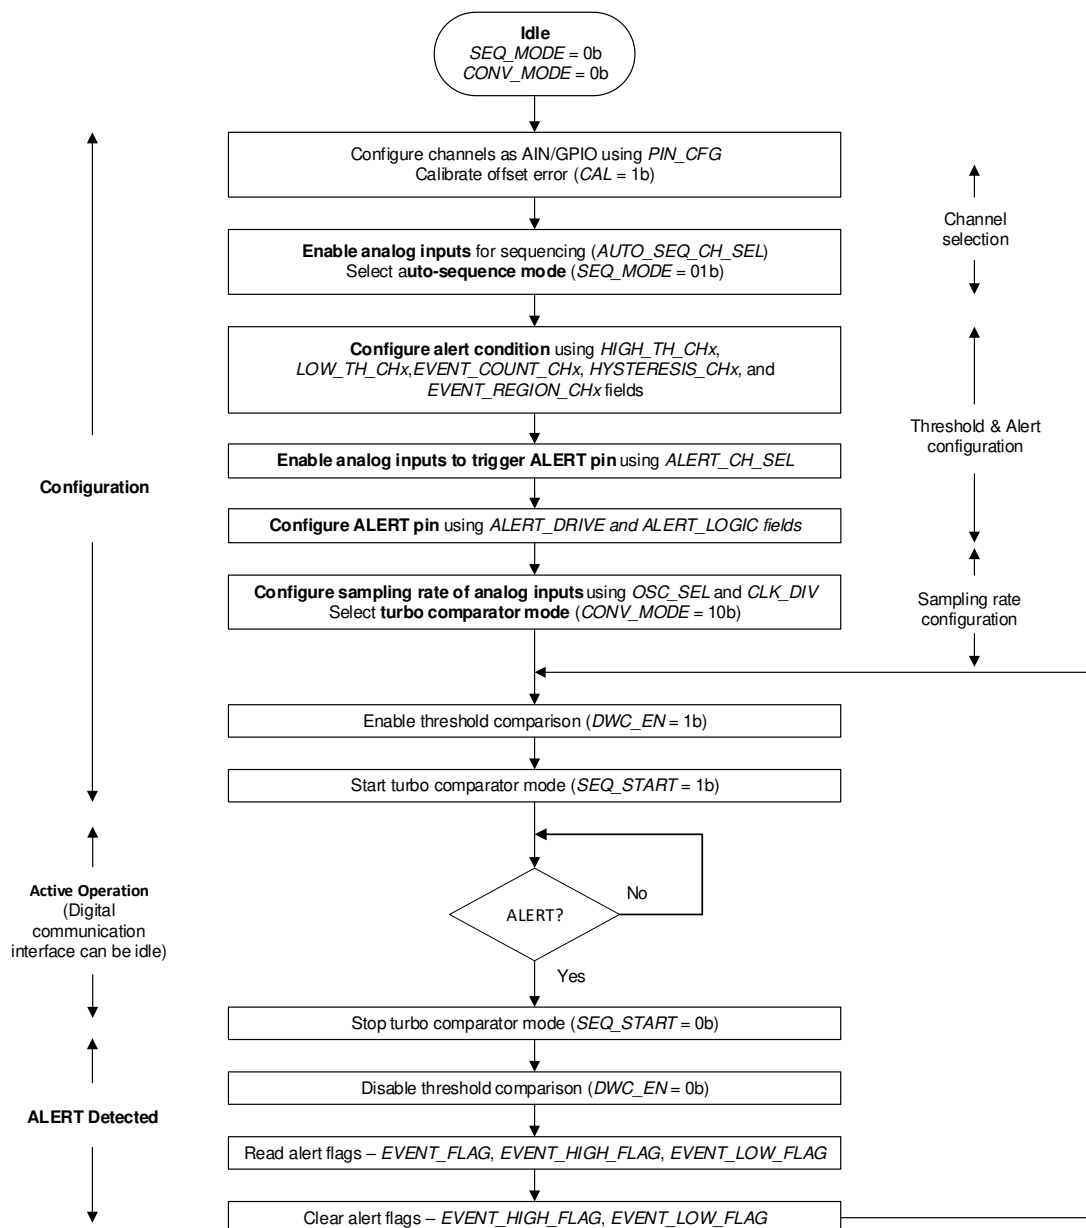 Idle
SEQ_MODE = 0b
CONV_MODE = 0b
Configure channels as AIN/GPIO using PIN_CFG
Calibrate offset error (CAL = 1b)
Channel
selection
Enable analog inputs for sequencing (AUTO_SEQ_CH_SEL)
Select auto-sequence mode (SEQ_MODE = 01b)
Configure alert condition using HIGH_TH_CHx,
LOW_TH_CHx,EVENT_COUNT_CHx, HYSTERESIS_CHx, and
EVENT_REGION_CHx fields
Threshold & Alert
configuration
Enable analog inputs to trigger ALERT pin using ALERT_CH_SEL
Configuration
Configure ALERT pin using ALERT_DRIVE and ALERT_LOGIC fields
Configure sampling rate of analog inputs using OSC_SEL and CLK_DIV
Select turbo comparator mode (CONV_MODE = 10b)
Sampling rate
configuration
Enable threshold comparison (DWC_EN = 1b)
Start turbo comparator mode (SEQ_START = 1b)
Active Operation
(Digital
communication
interface can be idle)
No
ALERT?
Yes
Stop turbo comparator mode (SEQ_START = 0b)
Disable threshold comparison (DWC_EN = 0b)
ALERT Detected
Read alert flags – EVENT_FLAG, EVENT_HIGH_FLAG, EVENT_LOW_FLAG
Clear alert flags – EVENT_HIGH_FLAG, EVENT_LOW_FLAG